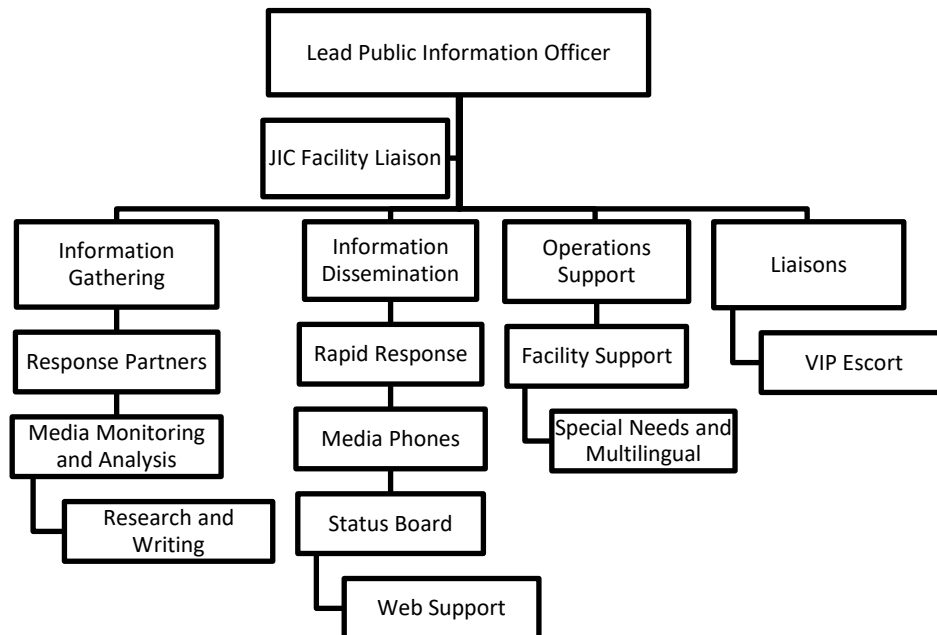 Lead Public Information Officer
JIC Facility Liaison
Information
Gathering
Response Partners
Media Monitoring
and Analysis
Research and
Writing
Information
Dissemination
Rapid Response
Media Phones
Status Board
Web Support
Operations
Support
Facility Support
Special Needs and
Multilingual
Liaisons
VIP Escort